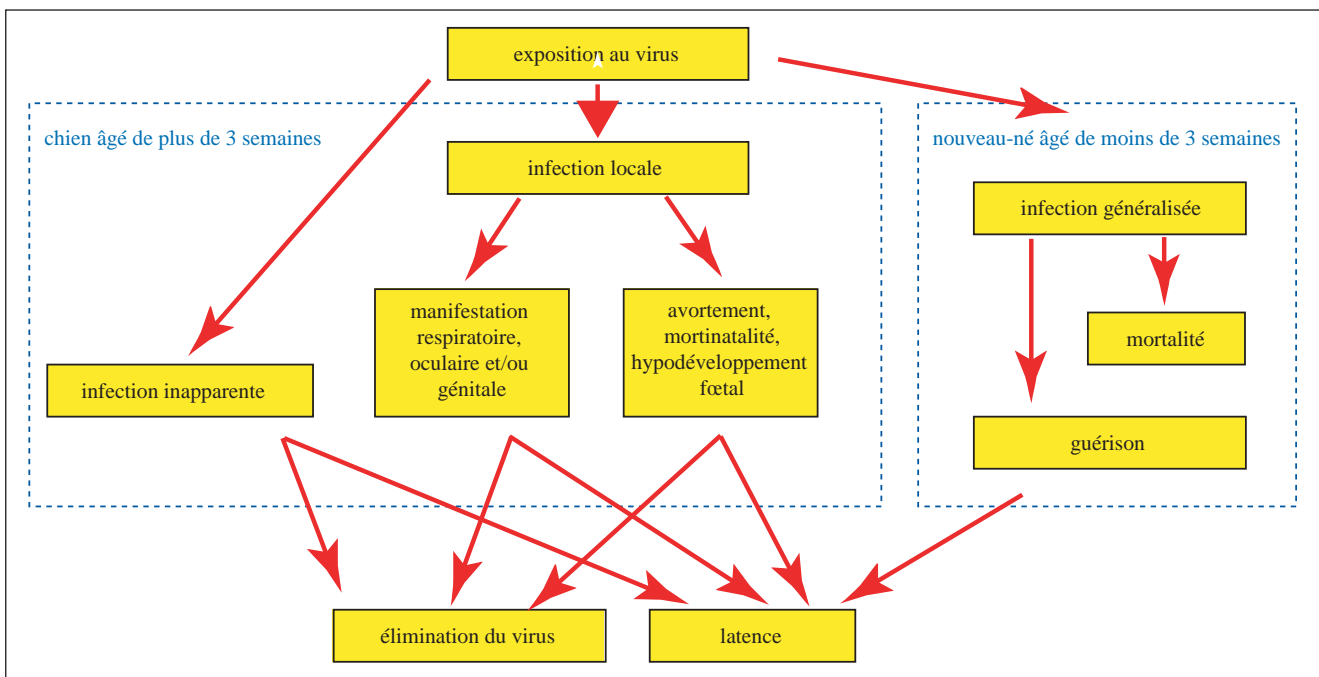 exposition au virus
chien âgé de plus de 3 semaines
nouveau-né âgé de moins de 3 semaines
infection locale
infection généralisée
manifestation
respiratoire,
oculaire et/ou
génitale
avortement,
mortinatalité,
hypodéveloppement
fœtal
mortalité
infection inapparente
guérison
élimination du virus
latence